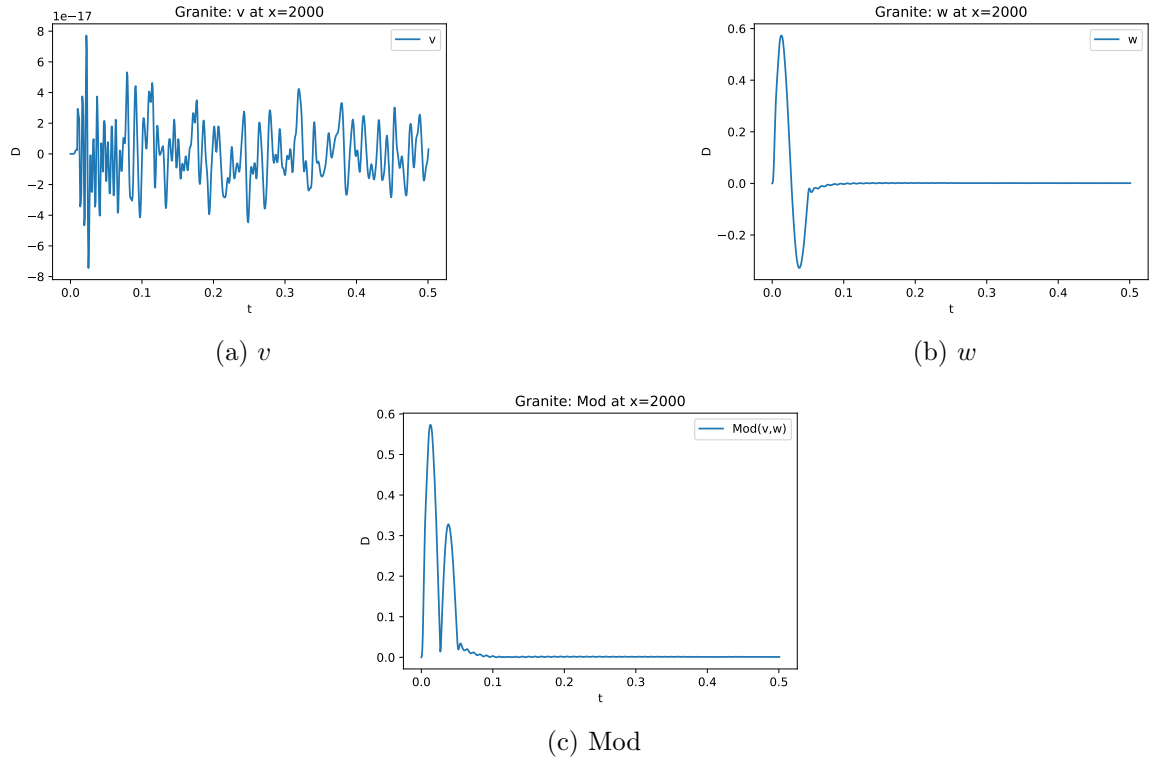 Granite: v at x=2000
1e−17
v
8
6
4
2
0
−2
−4
−6
−8
D
0.0 0.1 0.2 0.3 0.4 0.5
t
(a) v
Granite: w at x=2000
w
0.6
0.4
0.2
0.0
−0.2
D
0.0 0.1 0.2 0.3 0.4 0.5
t
(b) w
Granite: Mod at x=2000
Mod(v,w)
0.6
0.5
0.4
0.3
0.2
0.1
0.0
D
0.0 0.1 0.2 0.3 0.4 0.5
t
(c) Mod